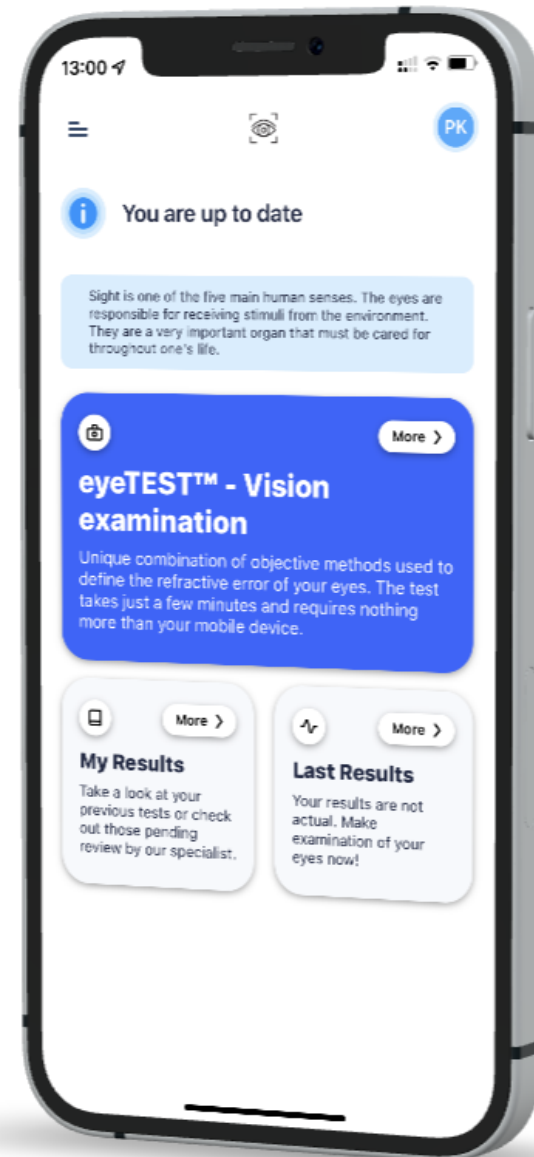 13:00
PK
You are up to date
Sight is one of the five main human senses. The eyes are
responsible for receiving stimuli from the environment.
They are a very important organ that must be cared for
throughout one's life.
More
eyeTEST™ - Vision
examination
Unique combination of objective methods used to
define the refractive error of your eyes. The test
takes just a few minutes and requires nothing
more than your mobile device.
More
My Results
Take a look at your
previous tests or check
out those pending
review by our specialist.
More
Last Results
Your results are not
actual. Make
examination of your
eyes now!